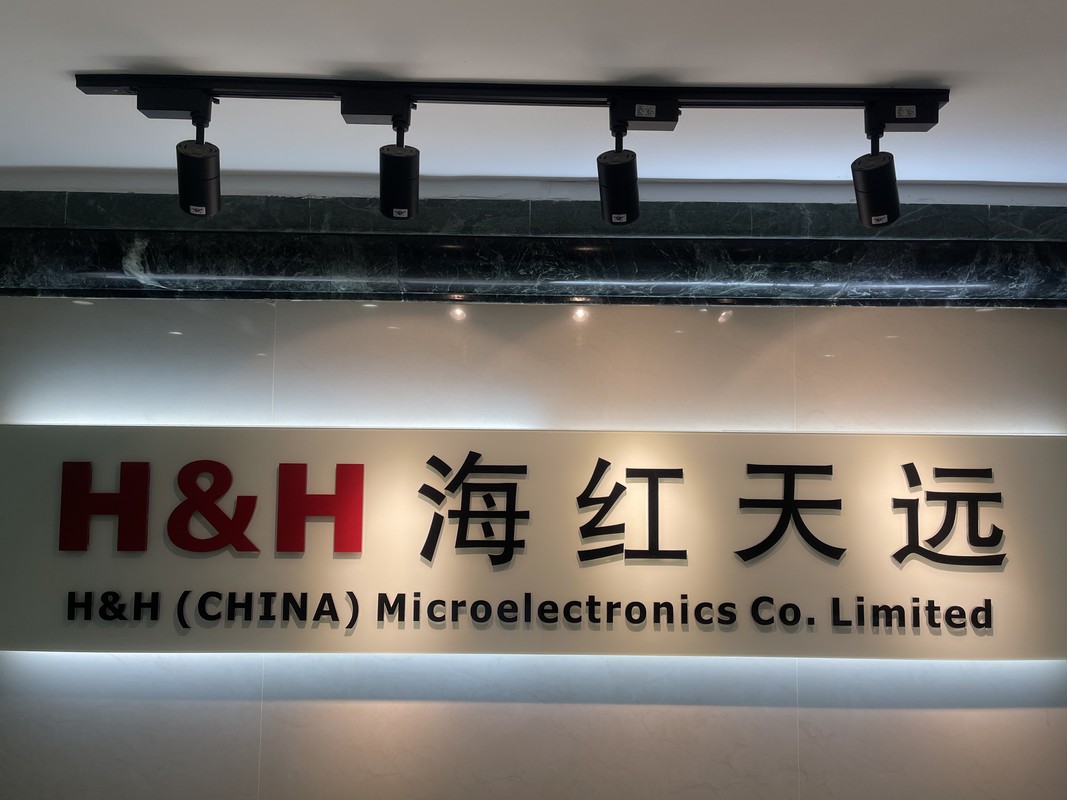 H&H 海红天远
H&H (CHINA) Microelectronics Co. Limited